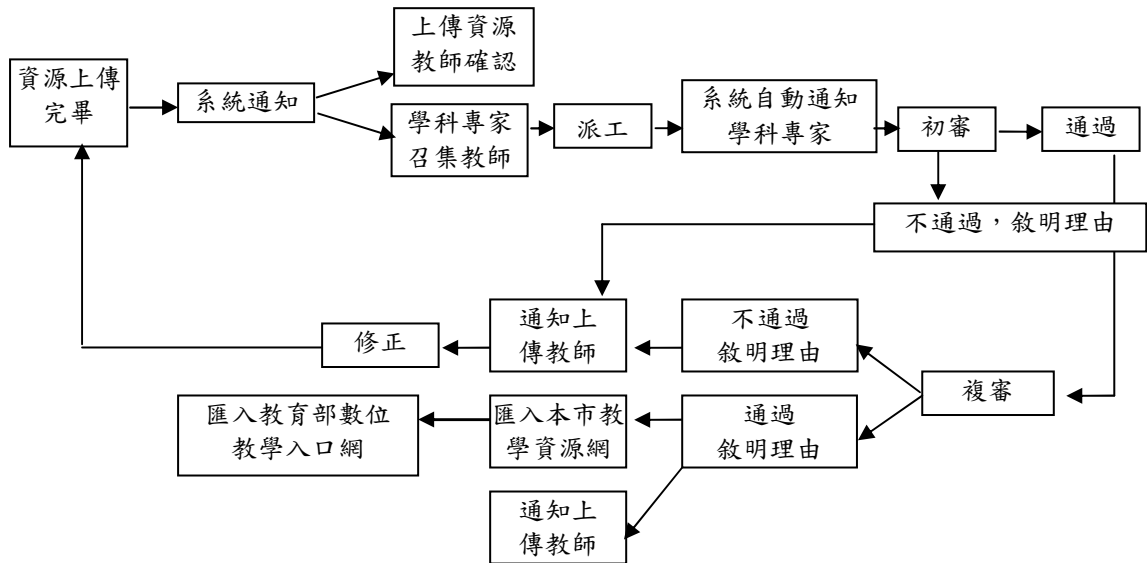 資源上傳
完畢
系統通知
上傳資源
教師確認
學科專家
召集教師
派工
系統自動通知
學科專家
初審
通過
不通過，敘明理由
複審
不通過
敘明理由
通知上
傳教師
修正
通過
敘明理由
匯入本市教
學資源網
匯入教育部數位
教學入口網
通知上
傳教師